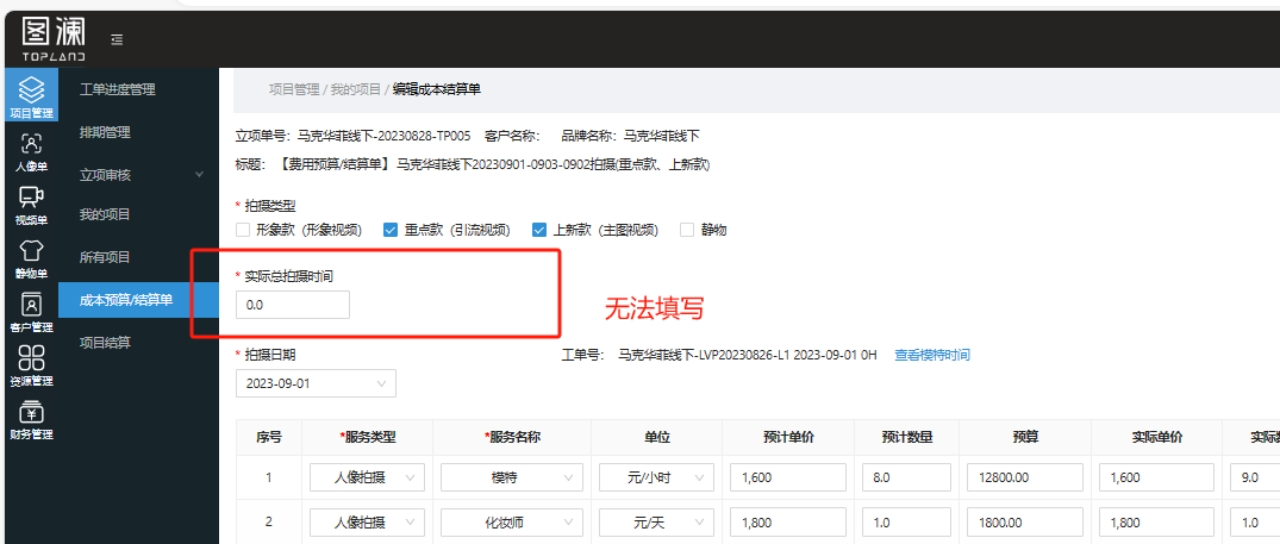 图澜
TOPLAND
项目管理
人像单
视频单
静物单
客户管理
资源管理
财务管理
工单进度管理
排期管理
立项审核
我的项目
所有项目
成本预算/结算单
项目结算
项目管理 / 我的项目 / 编辑成本结算单
立项单号: 马克华菲线下-20230828-TP005 客户名称: 品牌名称: 马克华菲线下
标题: 【费用预算/结算单】马克华菲线下20230901-0903-0902拍摄(重点款、上新款)
* 拍摄类型
形象款 (形象视频) 重点款 (引流视频) 上新款 (主图视频) 静物
* 实际总拍摄时间
0.0
无法填写
* 拍摄日期 工单号: 马克华菲线下-LVP20230826-L1 2023-09-01 0H 查看模特时间
2023-09-01
序号 *服务类型 *服务名称 单位 预计单价 预计数量 预算 实际单价 实际数
1 人像拍摄 模特 元/小时 1,600 8.0 12800.00 1,600 9.0
2 人像拍摄 化妆师 元/天 1,800 1.0 1800.00 1,800 1.0